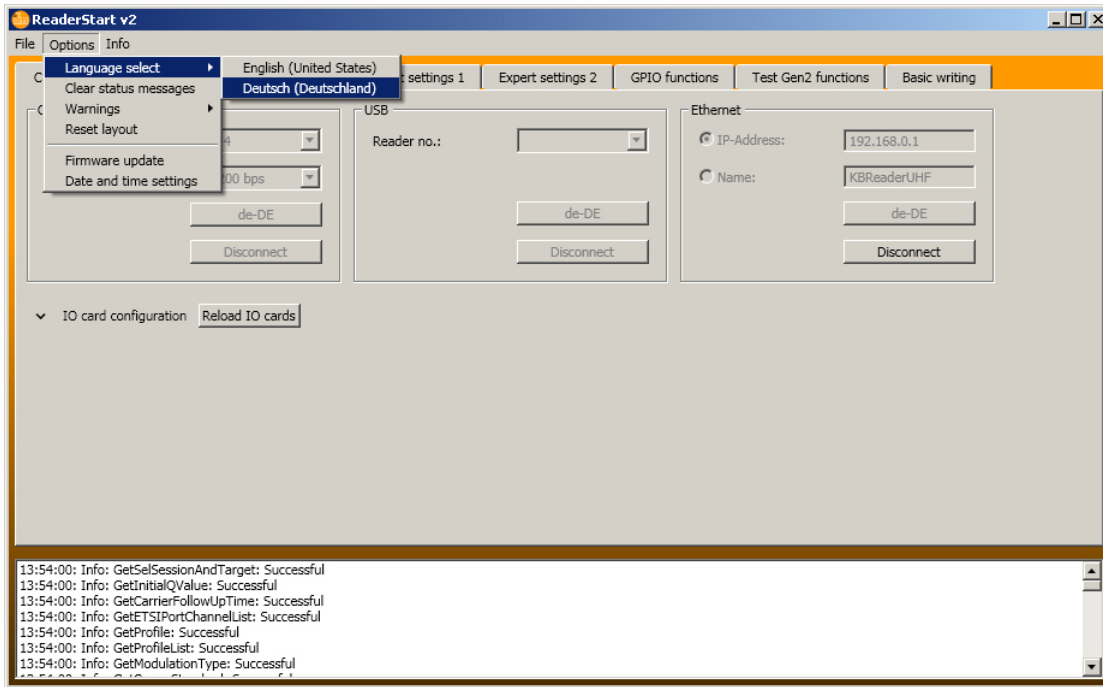 ReaderStart v2
File Options Info
Language select
Clear status messages
Warnings
Reset layout
Firmware update
Date and time settings
English (United States)
Deutsch (Deutschland)
settings 1
Expert settings 2
GPIO functions
Test Gen2 functions
Basic writing
USB
Reader no.:
Ethernet
IP-Address: 192.168.0.1
Name: KBReaderUHF
bps
de-DE de-DE de-DE
Disconnect Disconnect Disconnect
IO card configuration Reload IO cards
13:54:00: Info: GetSelSessionAndTarget: Successful
13:54:00: Info: GetInitialQValue: Successful
13:54:00: Info: GetCarrierFollowUpTime: Successful
13:54:00: Info: GetETSIPortChannelList: Successful
13:54:00: Info: GetProfile: Successful
13:54:00: Info: GetProfileList: Successful
13:54:00: Info: GetModulationType: Successful